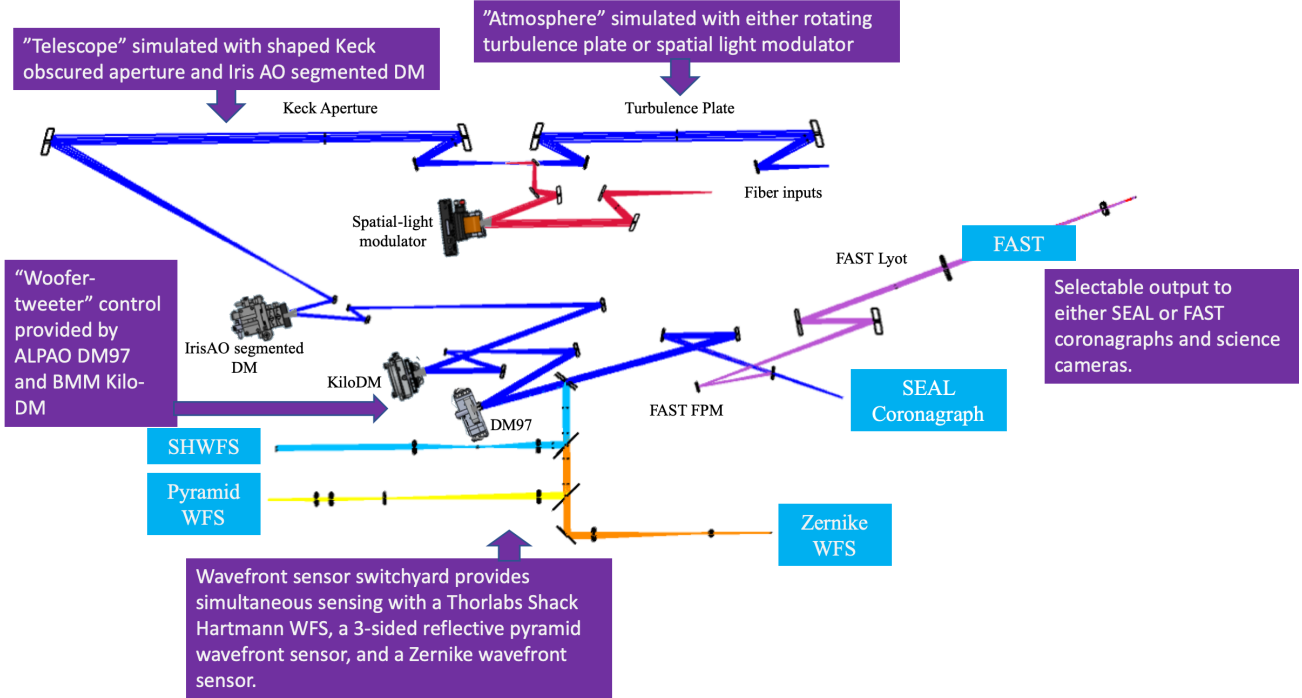 ”Telescope” simulated with shaped Keck
obscured aperture and Iris AO segmented DM
”Atmosphere” simulated with either rotating
turbulence plate or spatial light modulator
Keck Aperture
Turbulence Plate
Fiber inputs
Spatial-light
modulator
FAST
FAST Lyot
“Woofer-
tweeter” control
provided by
ALPAO DM97
and BMM Kilo-
DM
Selectable output to
either SEAL or FAST
coronagraphs and science
cameras.
IrisAO segmented
DM
KiloDM
DM97
FAST FPM
SEAL
Coronagraph
SHWFS
Pyramid
WFS
Zernike
WFS
Wavefront sensor switchyard provides
simultaneous sensing with a Thorlabs Shack
Hartmann WFS, a 3-sided reflective pyramid
wavefront sensor, and a Zernike wavefront
sensor.